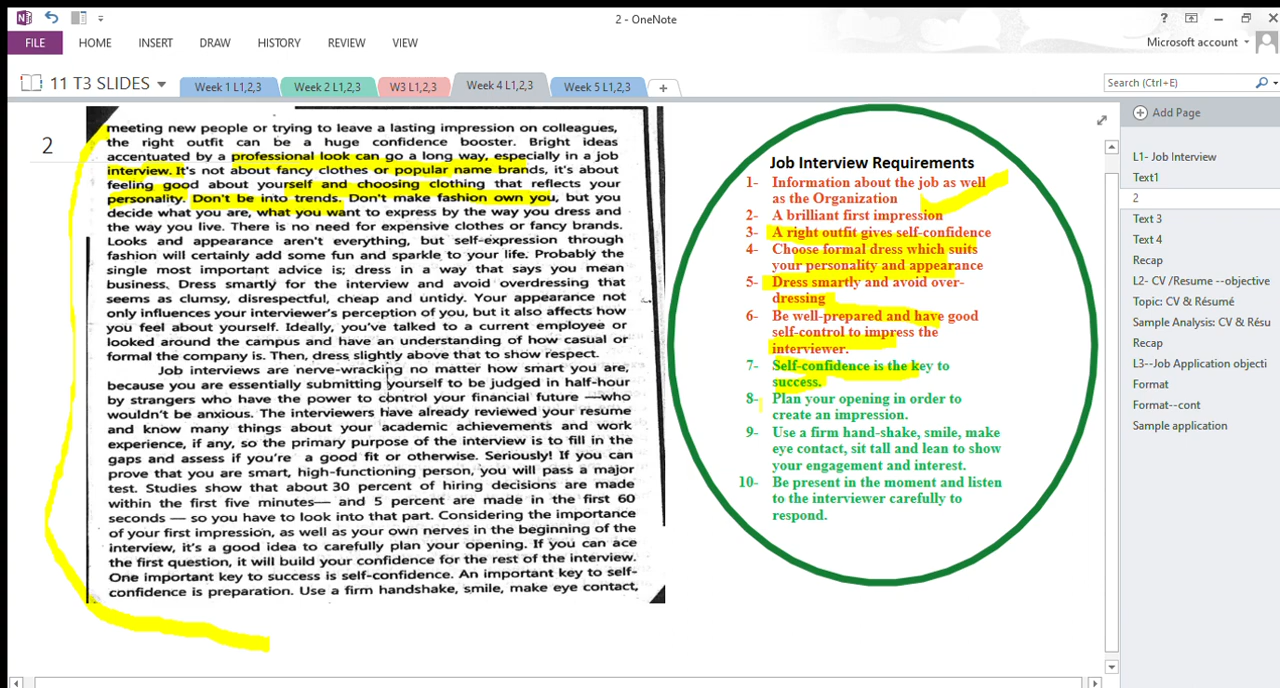 2 - OneNote
?
Microsoft account
FILE HOME INSERT DRAW HISTORY REVIEW VIEW
11 T3 SLIDES
Week 1 L1,2,3
Week 2 L1,2,3
W3 L1,2,3
Week 4 L1,2,3
Week 5 L1,2,3
+
Search (Ctrl+E)
2
meeting new people or trying to leave a lasting impression on colleagues,
the right outfit can be a huge confidence booster. Bright ideas
accentuated by a professional look can go a long way, especially in a job
interview. It's not about fancy clothes or popular name brands, it's about
feeling good about yourself and choosing clothing that reflects your
personality. Don't be into trends. Don't make fashion own you, but you
decide what you are, what you want to express by the way you dress and
the way you live. There is no need for expensive clothes or fancy brands.
Looks and appearance aren't everything, but self-expression through
fashion will certainly add some fun and sparkle to your life. Probably the
single most important advice is; dress in a way that says you mean
business. Dress smartly for the interview and avoid overdressing that
seems as clumsy, disrespectful, cheap and untidy. Your appearance not
only influences your interviewer's perception of you, but it also affects how
you feel about yourself. Ideally, you've talked to a current employee or
looked around the campus and have an understanding of how casual or
formal the company is. Then, dress slightly above that to show respect.
Job interviews are nerve-wracking no matter how smart you are,
because you are essentially submitting yourself to be judged in half-hour
by strangers who have the power to control your financial future —who
wouldn't be anxious. The interviewers have already reviewed your resume
and know many things about your academic achievements and work
experience, if any, so the primary purpose of the interview is to fill in the
gaps and assess if you're a good fit or otherwise. Seriously! If you can
prove that you are smart, high-functioning person, you will pass a major
test. Studies show that about 30 percent of hiring decisions are made
within the first five minutes— and 5 percent are made in the first 60
seconds — so you have to look into that part. Considering the importance
of your first impression, as well as your own nerves in the beginning of the
interview, it's a good idea to carefully plan your opening. If you can ace
the first question, it will build your confidence for the rest of the interview.
One important key to success is self-confidence. An important key to self-
confidence is preparation. Use a firm handshake, smile, make eye contact,
Job Interview Requirements
1- Information about the job as well
as the Organization
2- A brilliant first impression
3- A right outfit gives self-confidence
4- Choose formal dress which suits
your personality and appearance
5- Dress smartly and avoid over-
dressing
6- Be well-prepared and have good
self-control to impress the
interviewer.
7- Self-confidence is the key to
success.
8- Plan your opening in order to
create an impression.
9- Use a firm hand-shake, smile, make
eye contact, sit tall and lean to show
your engagement and interest.
10- Be present in the moment and listen
to the interviewer carefully to
respond.
Add Page
L1- Job Interview
Text1
2
Text 3
Text 4
Recap
L2- CV /Resume --objective
Topic: CV & Résumé
Sample Analysis: CV & Résu
Recap
L3--Job Application objecti
Format
Format--cont
Sample application